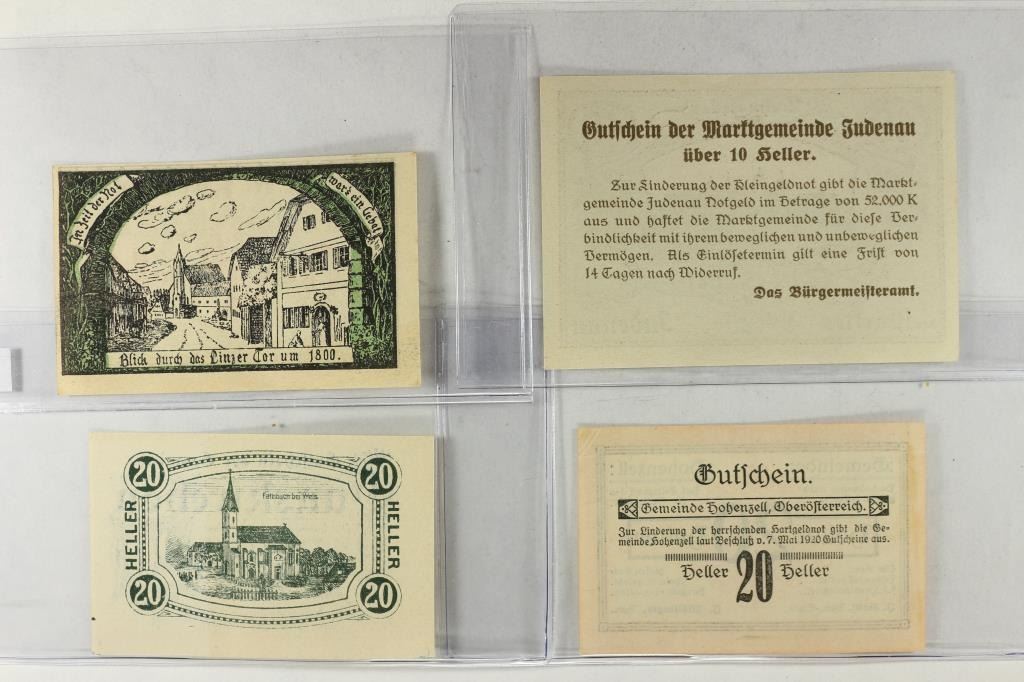 In Zeit der Not
ward ein Gebot
Blick durch das Linzer Tor um 1800.
Gutschein der Marktgemeinde Judenau
über 10 Heller.
Zur Linderung der Kleingeldnot gibt die Markt-
gemeinde Judenau Notgeld im Betrage von 52.000 K
aus und haftet die Marktgemeinde für diese Ver-
bindlichkeit mit ihrem beweglichen und unbeweglichen
Vermögen. Als Einlösetermin gilt eine Frist von
14 Tagen nach Widerruf.
Das Bürgermeisteramt.
20
20
HELLER
HELLER
bei Wels
20
20
Gutschein.
Gemeinde Hohenzell, Oberösterreich.
Zur Linderung der herrschenden Hartgeldnot gibt die Ge-
meinde Hohenzell laut Beschluß v. 7. Mai 1920 Gutscheine aus.
Heller 20 Heller